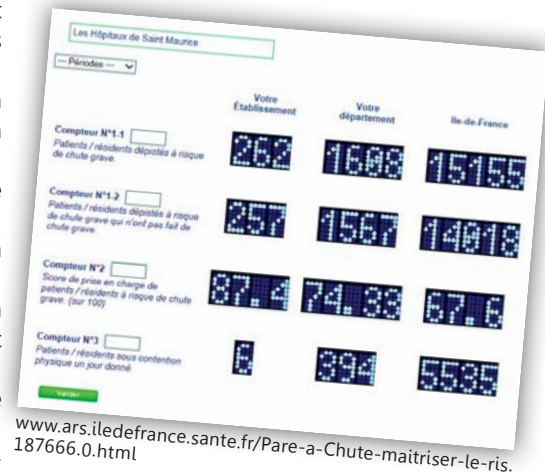 Les Hôpitaux de Saint Maurice
--- Périodes ---
Votre Établissement
Votre département
Ile-de-France
Compteur N°1-1
Patients / résidents dépistés à risque
de chute grave.
262 1608 15155
Compteur N°1-2
Patients / résidents dépistés à risque
de chute grave qui n'ont pas fait de
chute grave.
257 1567 14818
Compteur N°2
Score de prise en charge de
patients / résidents à risque de chute
grave. (sur 100)
87.4 74.38 67.6
Compteur N°3
Patients / résidents sous contention
physique un jour donné
6 394 5585
Valider
www.ars.iledefrance.sante.fr/Pare-a-Chute-maitriser-le-ris.
187666.0.html